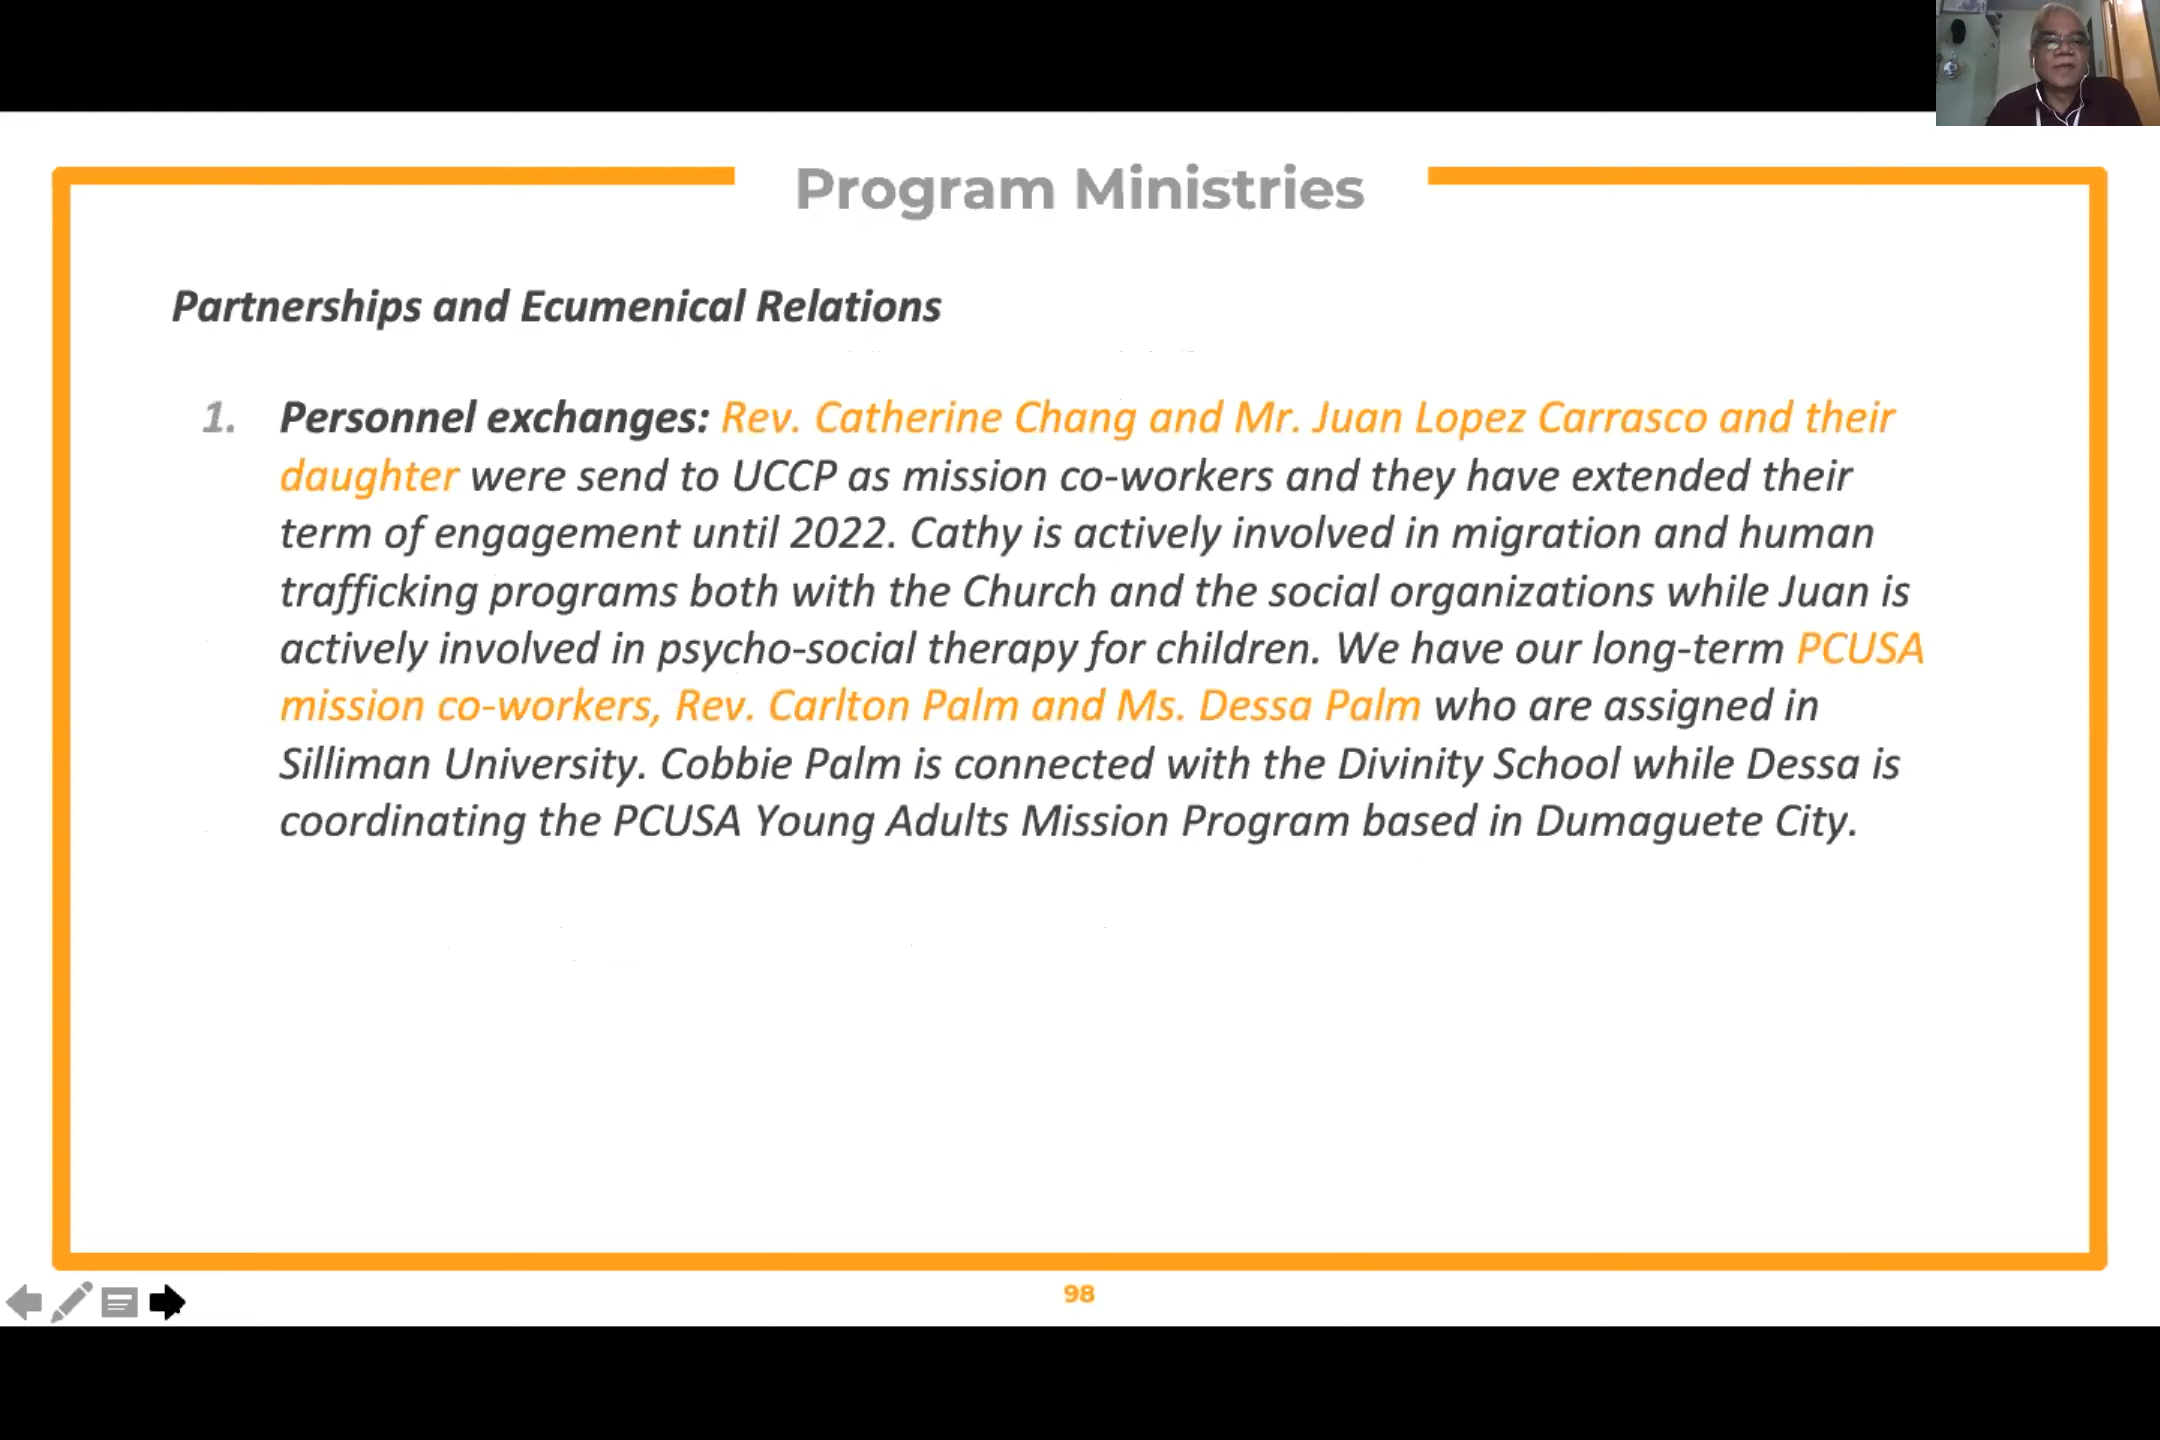 Program Ministries
Partnerships and Ecumenical Relations
1. Personnel exchanges: Rev. Catherine Chang and Mr. Juan Lopez Carrasco and their
daughter were send to UCCP as mission co-workers and they have extended their
term of engagement until 2022. Cathy is actively involved in migration and human
trafficking programs both with the Church and the social organizations while Juan is
actively involved in psycho-social therapy for children. We have our long-term PCUSA
mission co-workers, Rev. Carlton Palm and Ms. Dessa Palm who are assigned in
Silliman University. Cobbie Palm is connected with the Divinity School while Dessa is
coordinating the PCUSA Young Adults Mission Program based in Dumaguete City.
98